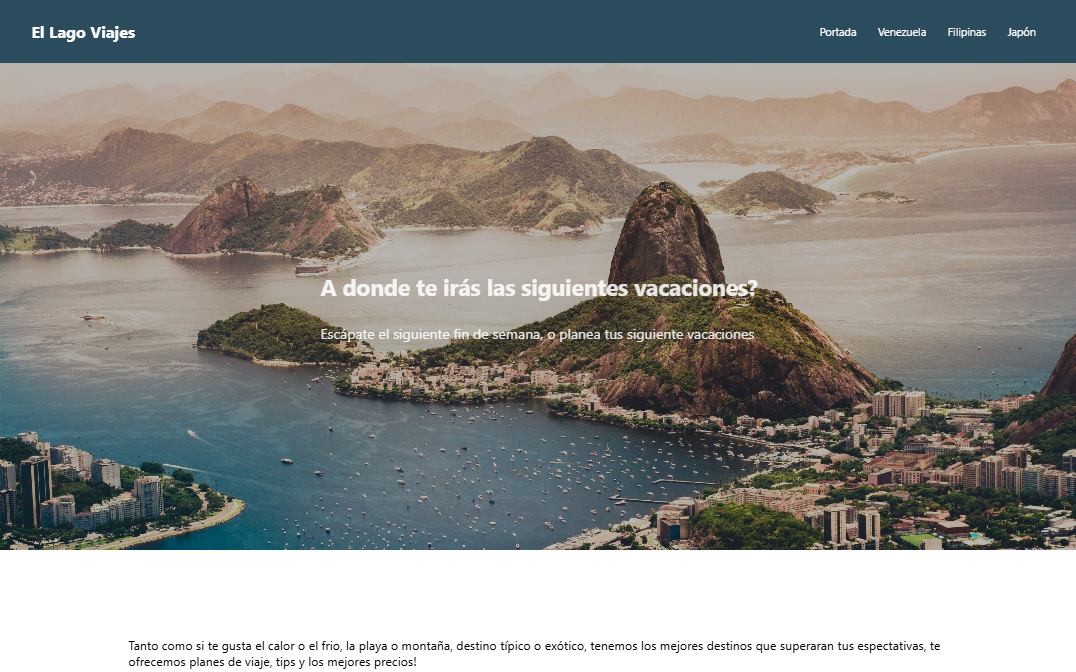 El Lago Viajes
Portada Venezuela Filipinas Japón
A donde te irás las siguientes vacaciones?
Escápate el siguiente fin de semana, o planea tus siguiente vacaciones
Tanto como si te gusta el calor o el frio, la playa o montaña, destino típico o exótico, tenemos los mejores destinos que superaran tus espectativas, te
ofrecemos planes de viaje, tips y los mejores precios!